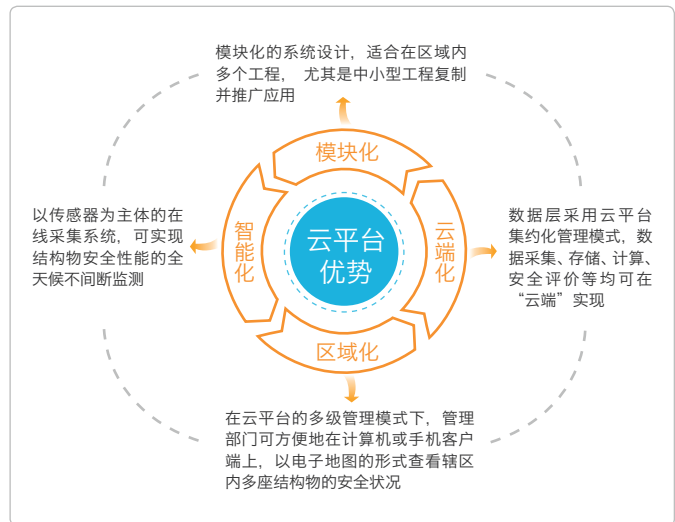 模块化的系统设计，适合在区域内
多个工程， 尤其是中小型工程复制
并推广应用
模块化
以传感器为主体的在
线采集系统，可实现
结构物安全性能的全
天候不间断监测
智能化
云平台
优势
云端化
数据层采用云平台
集约化管理模式，数
据采集、存储、计算、
安全评价等均可在
“云端”实现
区域化
在云平台的多级管理模式下，管理
部门可方便地在计算机或手机客户
端上，以电子地图的形式查看辖区
内多座结构物的安全状况